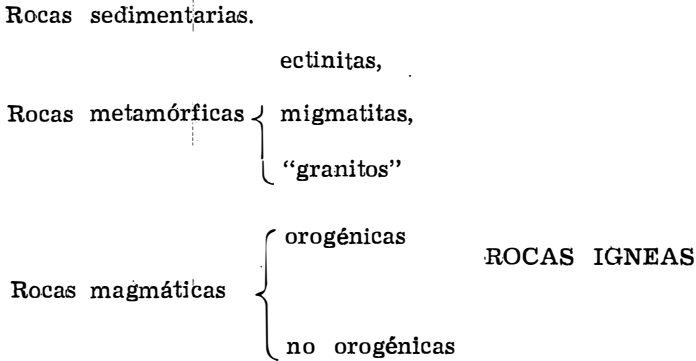 Rocas sedimentarias.
ectinitas,
Rocas metamórficas
migmatitas,
“granitos”
orogénicas
ROCAS IGNEAS
Rocas magmáticas
no orogénicas